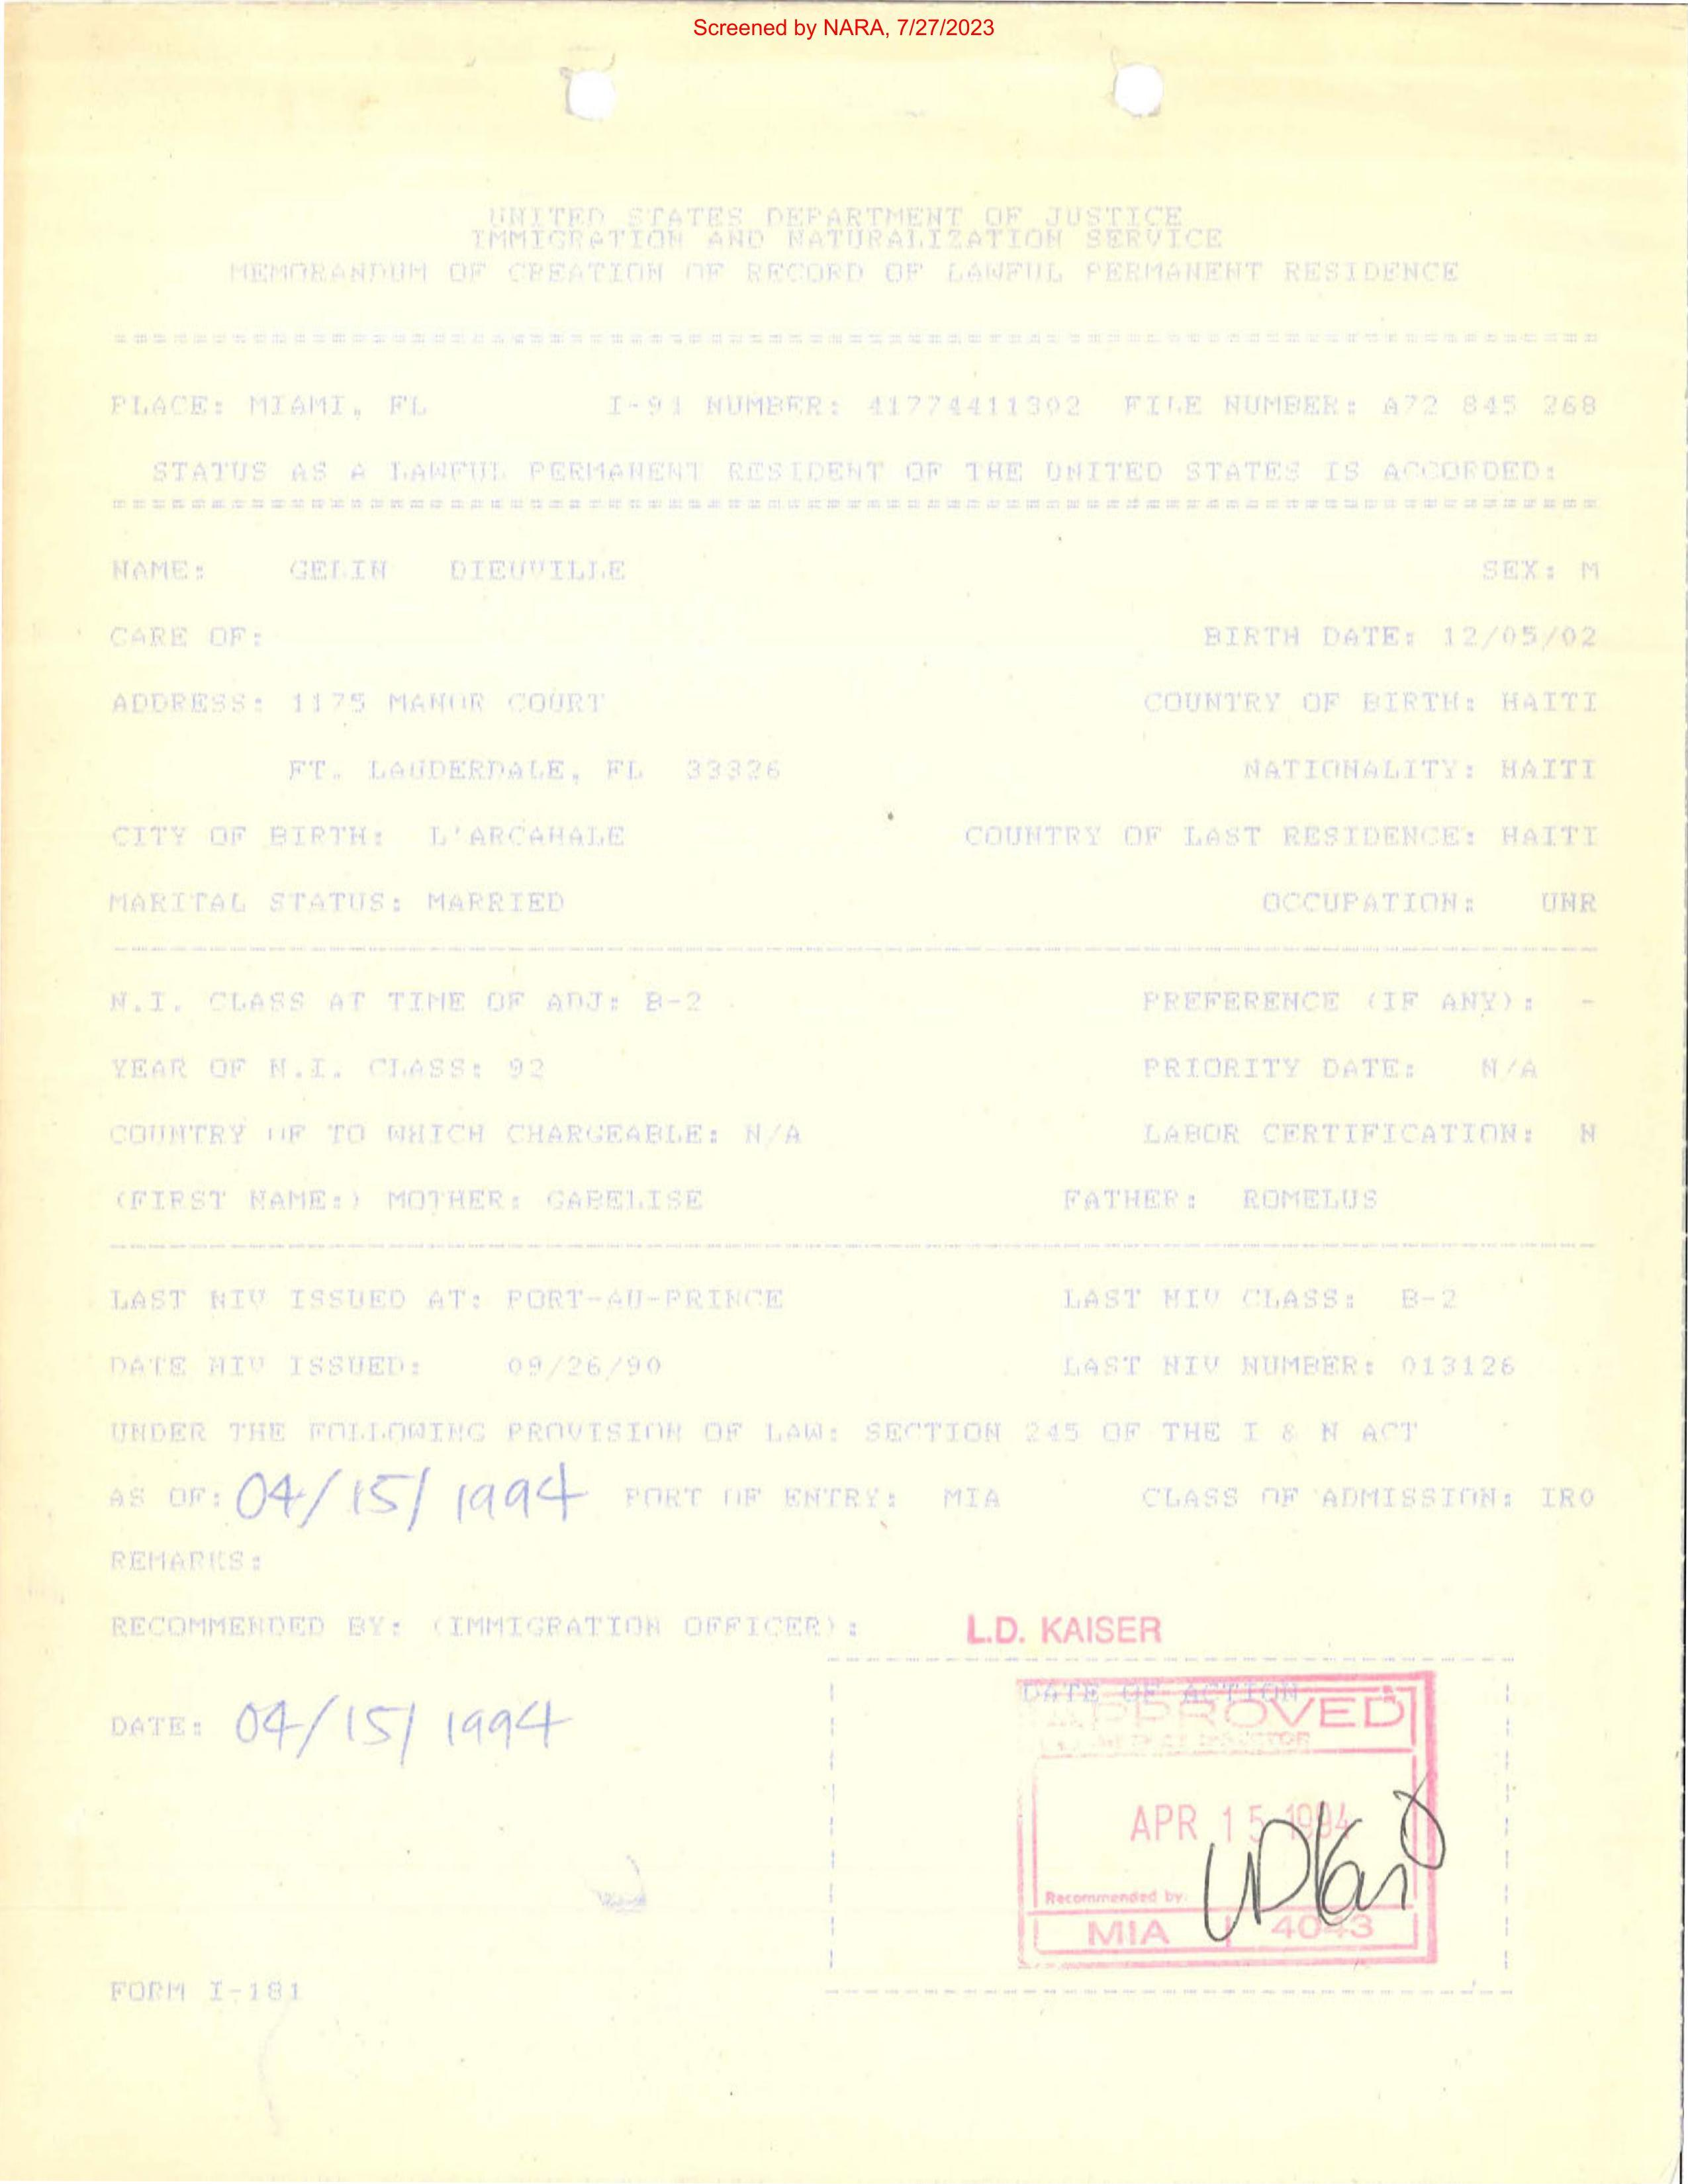 Screened by NARA, 7/27/2023
UNITED STATES DEPARTMENT OF JUSTICE
IMMIGRATION AND NATURALIZATION SERVICE
MEMORANDUM OF CREATION OF RECORD OF LAWFUL PERMANENT RESIDENCE
PLACE: MIAMI, FL I-94 NUMBER: 41774411302 FILE NUMBER: A72 845 268
STATUS AS A LAWFUL PERMANENT RESIDENT OF THE UNITED STATES IS ACCORDED:
NAME: GELIN DIEUVILLE SEX: M
CARE OF: BIRTH DATE: 12/05/02
ADDRESS: 1175 MANOR COURT COUNTRY OF BIRTH: HAITI
FT. LAUDERDALE, FL 33326 NATIONALITY: HAITI
CITY OF BIRTH: L'ARCAHALE COUNTRY OF LAST RESIDENCE: HAITI
MARITAL STATUS: MARRIED OCCUPATION: UNR
N.I. CLASS AT TIME OF ADJ: B-2 PREFERENCE (IF ANY): -
YEAR OF N.I. CLASS: 92 PRIORITY DATE: N/A
COUNTRY OF TO WHICH CHARGEABLE: N/A LABOR CERTIFICATION: N
(FIRST NAME:) MOTHER: GABELISE FATHER: ROMELUS
LAST NIV ISSUED AT: PORT-AU-PRINCE LAST NIV CLASS: B-2
DATE NIV ISSUED: 09/26/90 LAST NIV NUMBER: 013126
UNDER THE FOLLOWING PROVISION OF LAW: SECTION 245 OF THE I & N ACT
AS OF: 04/15/1994 PORT OF ENTRY: MIA CLASS OF ADMISSION: IR0
REMARKS:
RECOMMENDED BY: (IMMIGRATION OFFICER): L.D. KAISER
DATE OF ACTION
APPROVED
DATE: 04/15/1994
APR 15 1994
Recommended by:
MIA 4043
FORM I-181